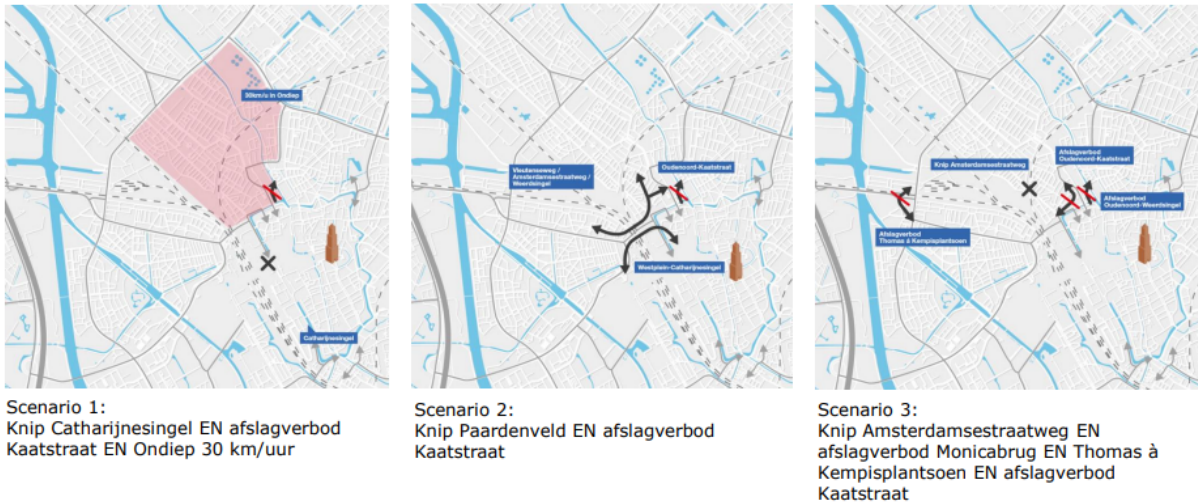 30km/u in Ondiep
Catharijnesingel
Scenario 1:
Knip Catharijnesingel EN afslagverbod
Kaatstraat EN Ondiep 30 km/uur
Vleutenseweg /
Amsterdamsestraatweg /
Weerdsingel
Oudenoord-Kaatstraat
Westplein-Catharijnesingel
Scenario 2:
Knip Paardenveld EN afslagverbod
Kaatstraat
Knip Amsterdamsestraatweg
Afslagverbod
Oudenoord-Kaatstraat
Afslagverbod
Oudenoord-Weerdsingel
Afslagverbod
Thomas à Kempisplantsoen
Scenario 3:
Knip Amsterdamsestraatweg EN
afslagverbod Monicabrug EN Thomas à
Kempisplantsoen EN afslagverbod
Kaatstraat